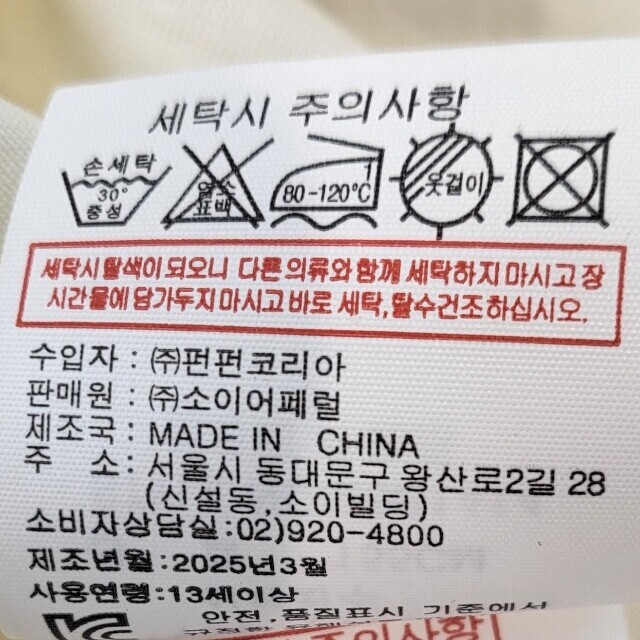 세탁시 주의사항
손세탁
30°
중성
염소
표백
1
80-120℃
옷걸이
세탁시 탈색이 되오니 다른 의류와 함께 세탁하지 마시고 장
시간 물에 담가두지 마시고 바로 세탁,탈수건조하십시오.
수입자 : ㈜펀펀코리아
판매원 : ㈜소이어페럴
제조국 : MADE IN CHINA
주 소 : 서울시 동대문구 왕산로2길 28
(신설동,소이빌딩)
소비자상담실:02)920-4800
제조년월:2025년3월
사용연령:13세이상
안전,품질표시 기준에서
주의사항